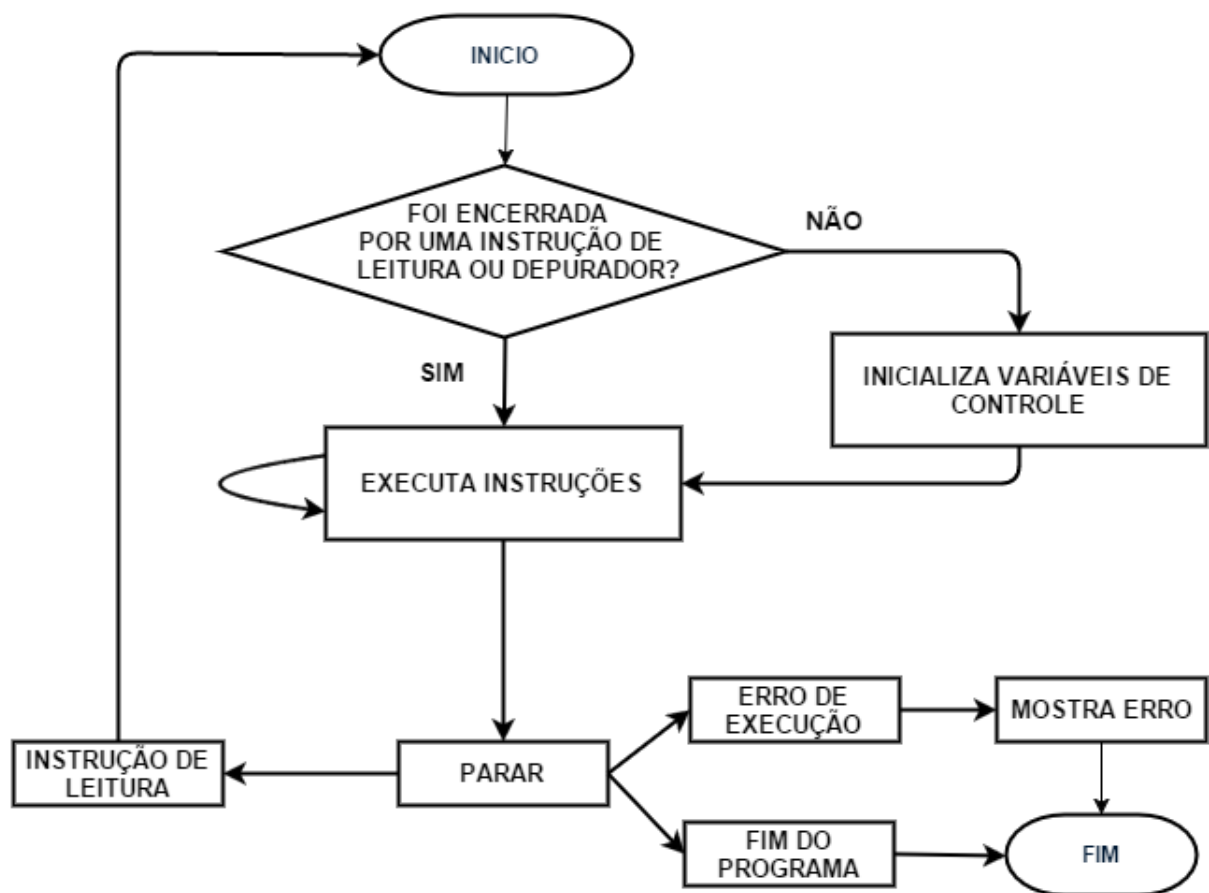 INICIO
FOI ENCERRADA
POR UMA INSTRUÇÃO DE
LEITURA OU DEPURADOR?
NÃO
SIM
INICIALIZA VARIÁVEIS DE
CONTROLE
EXECUTA INSTRUÇÕES
ERRO DE
EXECUÇÃO
MOSTRA ERRO
INSTRUÇÃO DE
LEITURA
PARAR
FIM DO
PROGRAMA
FIM